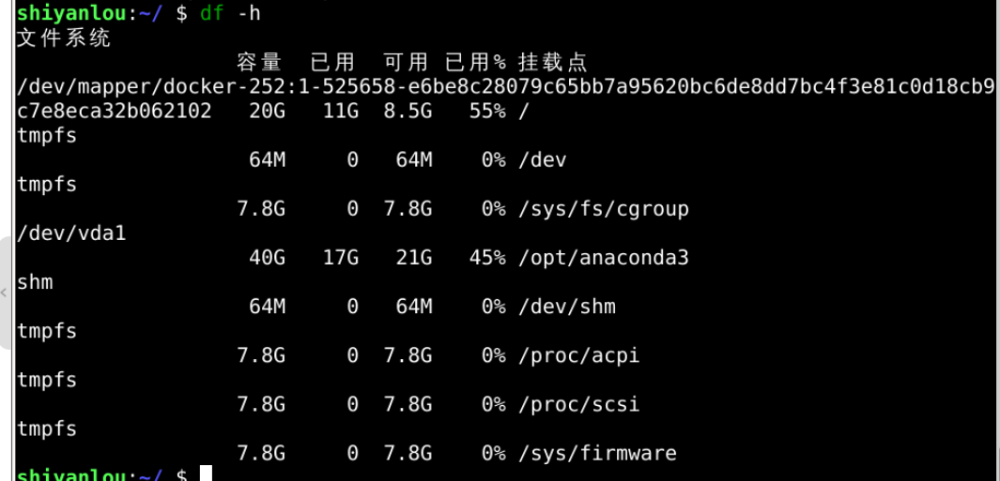 shiyanlou:~/ $ df -h
文件系统
容量 已用 可用 已用% 挂载点
/dev/mapper/docker-252:1-525658-e6be8c28079c65bb7a95620bc6de8dd7bc4f3e81c0d18cb9
c7e8eca32b062102 20G 11G 8.5G 55% /
tmpfs
64M 0 64M 0% /dev
tmpfs
7.8G 0 7.8G 0% /sys/fs/cgroup
/dev/vda1
40G 17G 21G 45% /opt/anaconda3
shm
64M 0 64M 0% /dev/shm
tmpfs
7.8G 0 7.8G 0% /proc/acpi
tmpfs
7.8G 0 7.8G 0% /proc/scsi
tmpfs
7.8G 0 7.8G 0% /sys/firmware
shiyanlou:~/ $